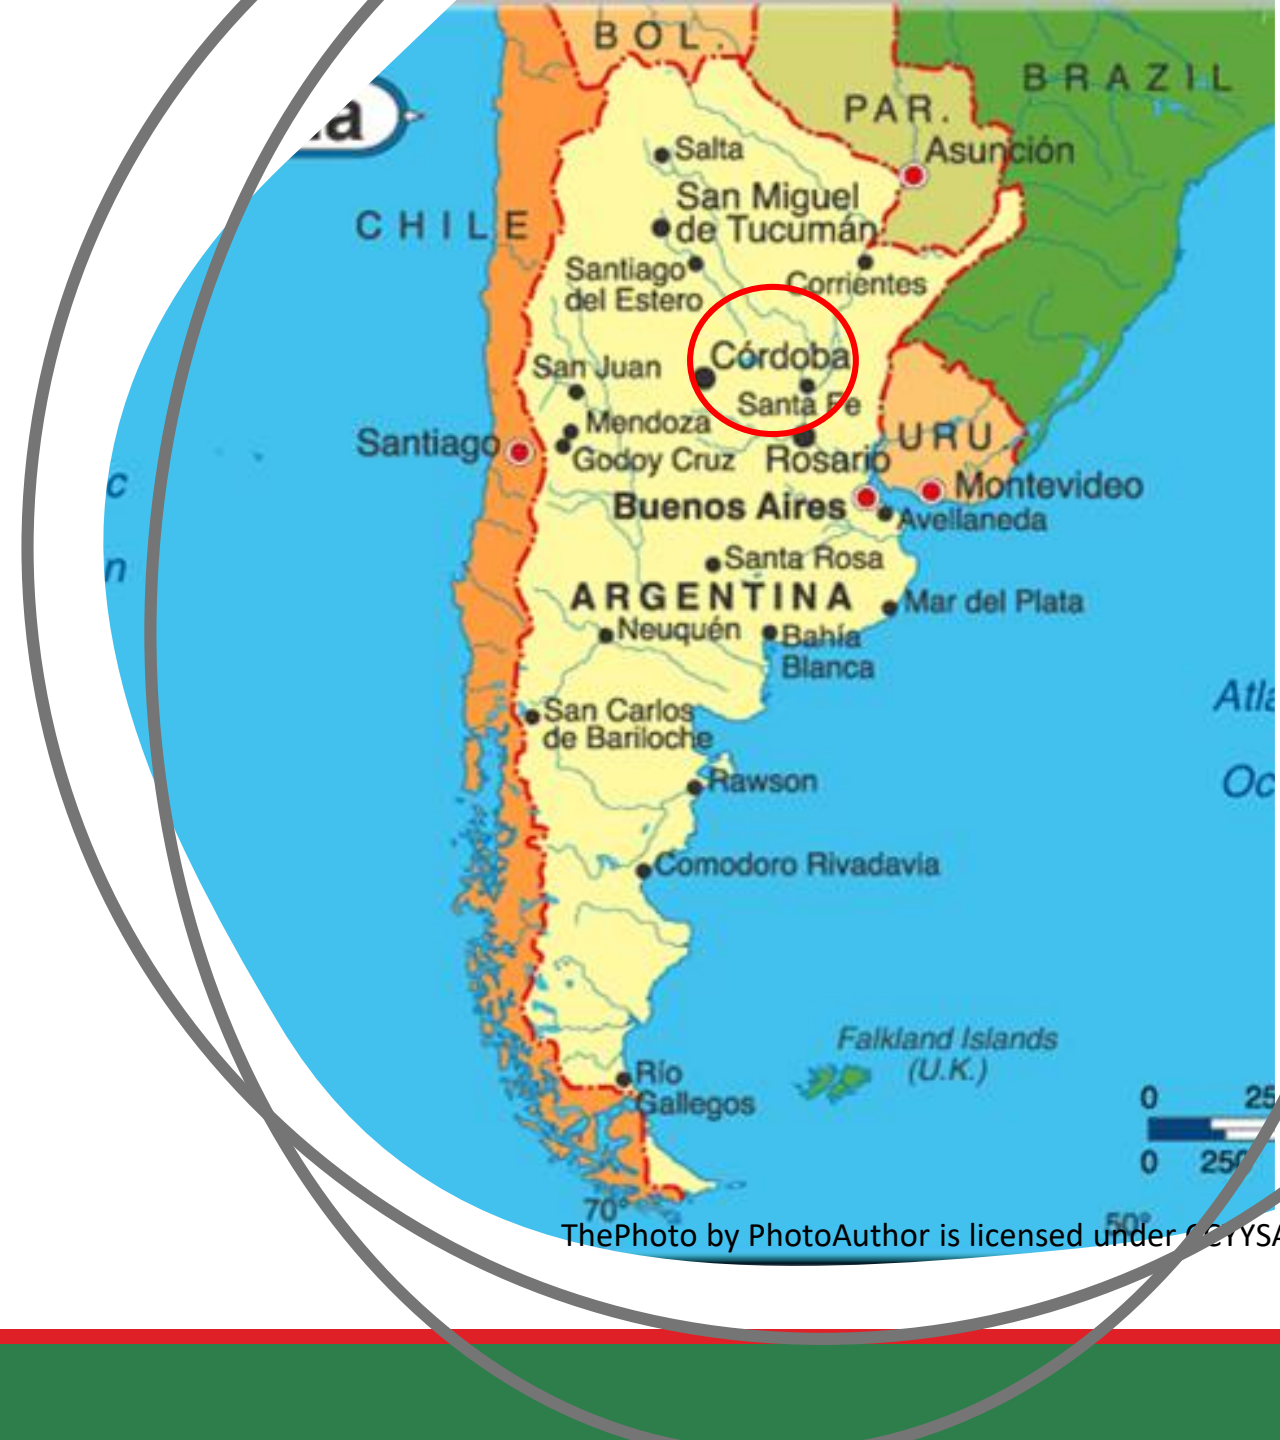 BOL.
BRAZIL
PAR.
Asunción
Salta
San Miguel
de Tucumán
CHILE
Santiago
del Estero
Corrientes
Córdoba
San Juan
Santa Fe
Mendoza
Santiago
Godoy Cruz
Rosario
URU.
Montevideo
Buenos Aires
Avellaneda
Santa Rosa
ARGENTINA
Mar del Plata
Neuquén
Bahía
Blanca
San Carlos
de Bariloche
Rawson
Comodoro Rivadavia
Falkland Islands
(U.K.)
Río
Gallegos
0
0
70°
50°
ThePhoto by PhotoAuthor is licensed under